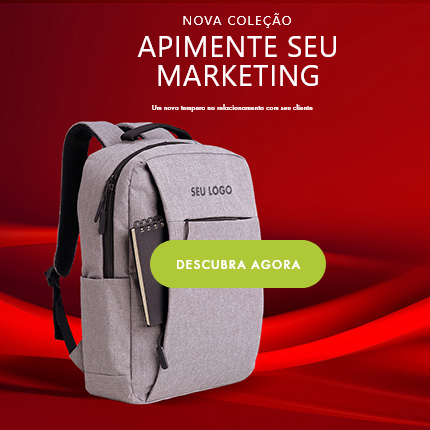 NOVA COLEÇÃO
APIMENTE SEU
MARKETING
Um novo tempero no relacionamento com seu cliente
SEU LOGO
DESCUBRA AGORA